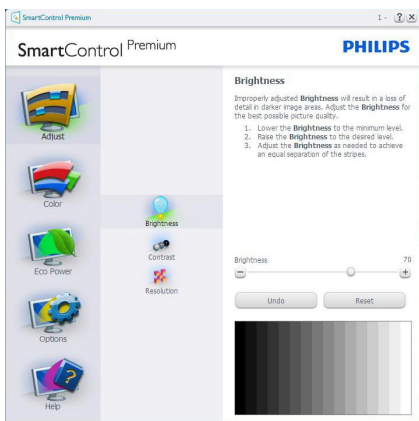 SmartControl Premium
1 -
?
X
SmartControl Premium
PHILIPS
Adjust
Color
Eco Power
Options
?
Help
Brightness
Contrast
Resolution
Brightness
Improperly adjusted Brightness will result in a loss of
detail in darker image areas. Adjust the Brightness for
the best possible picture quality.
1. Lower the Brightness to the minimum level.
2. Raise the Brightness to the desired level.
3. Adjust the Brightness as needed to achieve
an equal separation of the stripes.
Brightness
70
Undo
Reset